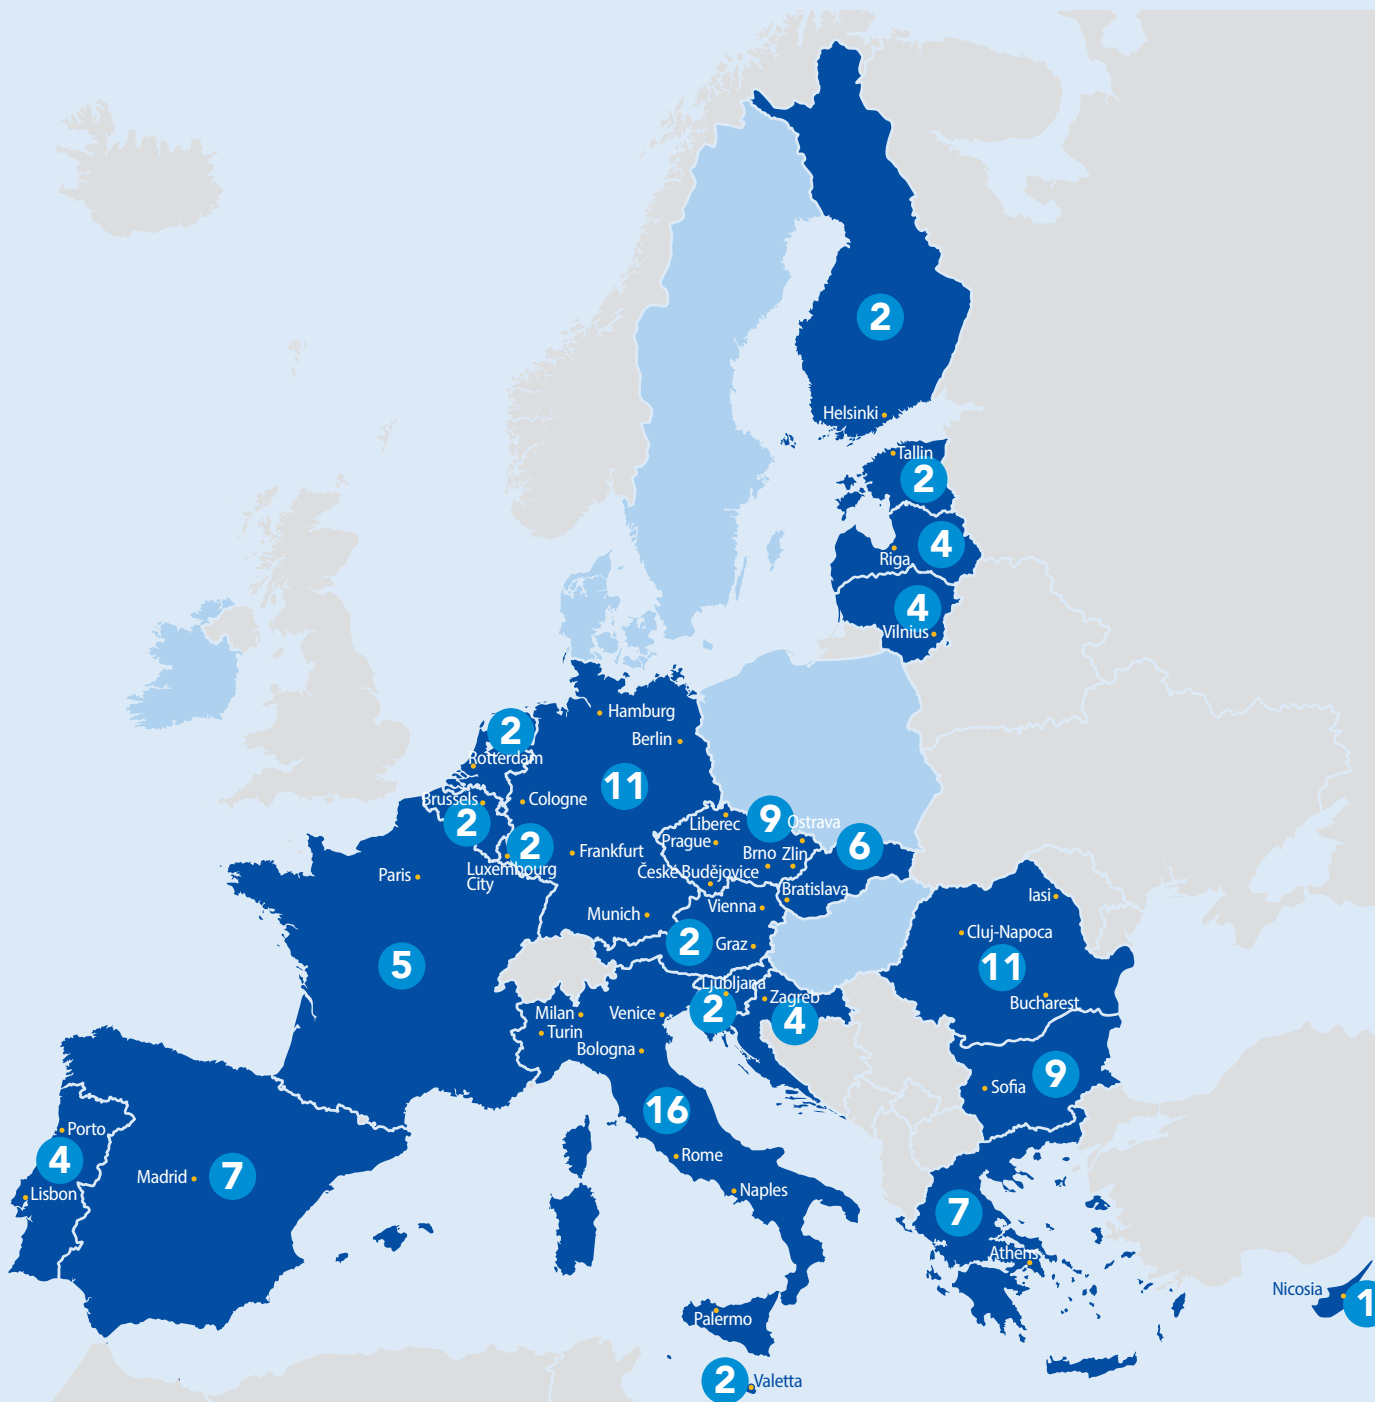 2
Helsinki
Tallin
2
4
Riga
4
Vilnius
Hamburg
2
Berlin
Rotterdam
11
Brussels
Cologne
2
9
Ostrava
Liberec
Prague
2
6
Frankfurt
Brno
Zlin
Luxembourg
City
České Budějovice
Paris
Bratislava
Iasi
Vienna
Munich
Cluj-Napoca
2
Graz
5
11
Ljubljana
Zagreb
Bucharest
2
4
Milan
Venice
Turin
Bologna
9
Sofia
16
Porto
4
Rome
Madrid
7
Lisbon
Naples
7
Athens
Nicosia
1
Palermo
2
Valetta